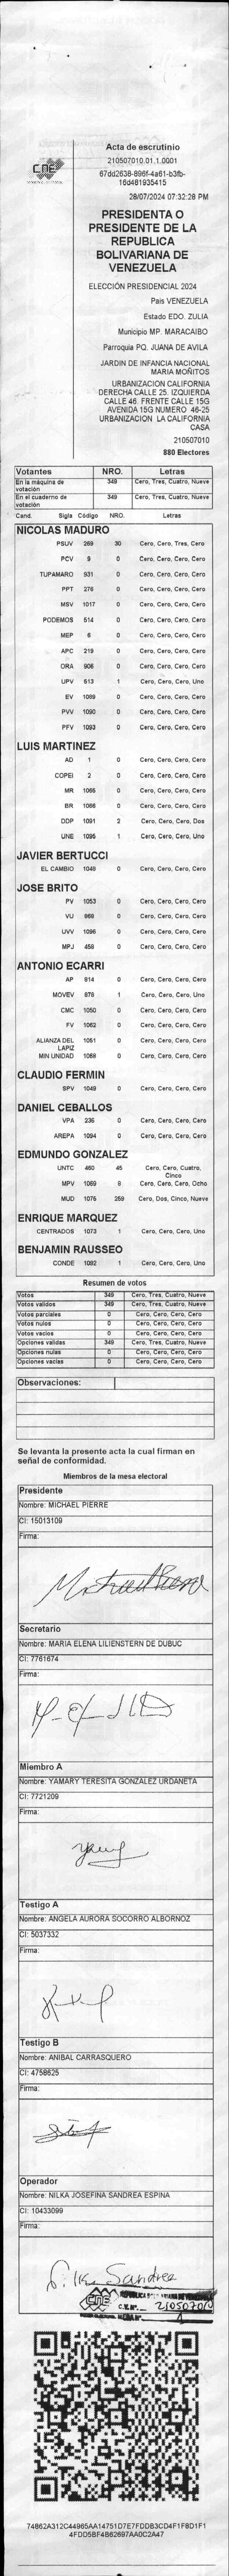 CNE
Acta de escrutinio
210507010.01.1.0001
67dd2638-896f-4a61-b3fb-
16d481935415
28/07/2024 07:32:28 PM
PRESIDENTA O
PRESIDENTE DE LA
REPUBLICA
BOLIVARIANA DE
VENEZUELA
ELECCIÓN PRESIDENCIAL 2024
Pais VENEZUELA
Estado EDO. ZULIA
Municipio MP. MARACAIBO
Parroquia PQ. JUANA DE AVILA
JARDIN DE INFANCIA NACIONAL
MARIA MOÑITOS
URBANIZACION CALIFORNIA
DERECHA CALLE 25. IZQUIERDA
CALLE 46. FRENTE CALLE 15G
AVENIDA 15G NUMERO 46-25
URBANIZACION LA CALIFORNIA
CASA
210507010
880 Electores
Votantes NRO. Letras
En la máquina de votación 349 Cero, Tres, Cuatro, Nueve
En el cuaderno de votación 349 Cero, Tres, Cuatro, Nueve
Cand. Sigla Código NRO. Letras
NICOLAS MADURO
PSUV 269 30 Cero, Cero, Tres, Cero
PCV 9 0 Cero, Cero, Cero, Cero
TUPAMARO 931 0 Cero, Cero, Cero, Cero
PPT 276 0 Cero, Cero, Cero, Cero
MSV 1017 0 Cero, Cero, Cero, Cero
PODEMOS 514 0 Cero, Cero, Cero, Cero
MEP 6 0 Cero, Cero, Cero, Cero
APC 219 0 Cero, Cero, Cero, Cero
ORA 906 0 Cero, Cero, Cero, Cero
UPV 513 1 Cero, Cero, Cero, Uno
EV 1089 0 Cero, Cero, Cero, Cero
PVV 1090 0 Cero, Cero, Cero, Cero
PFV 1093 0 Cero, Cero, Cero, Cero
LUIS MARTINEZ
AD 1 0 Cero, Cero, Cero, Cero
COPEI 2 0 Cero, Cero, Cero, Cero
MR 1065 0 Cero, Cero, Cero, Cero
BR 1066 0 Cero, Cero, Cero, Cero
DDP 1091 2 Cero, Cero, Cero, Dos
UNE 1095 1 Cero, Cero, Cero, Uno
JAVIER BERTUCCI
EL CAMBIO 1048 0 Cero, Cero, Cero, Cero
JOSE BRITO
PV 1053 0 Cero, Cero, Cero, Cero
VU 868 0 Cero, Cero, Cero, Cero
UVV 1096 0 Cero, Cero, Cero, Cero
MPJ 458 0 Cero, Cero, Cero, Cero
ANTONIO ECARRI
AP 814 0 Cero, Cero, Cero, Cero
MOVEV 878 1 Cero, Cero, Cero, Uno
CMC 1050 0 Cero, Cero, Cero, Cero
FV 1062 0 Cero, Cero, Cero, Cero
ALIANZA DEL LAPIZ 1051 0 Cero, Cero, Cero, Cero
MIN UNIDAD 1068 0 Cero, Cero, Cero, Cero
CLAUDIO FERMIN
SPV 1049 0 Cero, Cero, Cero, Cero
DANIEL CEBALLOS
VPA 236 0 Cero, Cero, Cero, Cero
AREPA 1094 0 Cero, Cero, Cero, Cero
EDMUNDO GONZALEZ
UNTC 460 45 Cero, Cero, Cuatro, Cinco
MPV 1069 8 Cero, Cero, Cero, Ocho
MUD 1076 259 Cero, Dos, Cinco, Nueve
ENRIQUE MARQUEZ
CENTRADOS 1073 1 Cero, Cero, Cero, Uno
BENJAMIN RAUSSEO
CONDE 1092 1 Cero, Cero, Cero, Uno
Resumen de votos
Votos 349 Cero, Tres, Cuatro, Nueve
Votos validos 349 Cero, Tres, Cuatro, Nueve
Votos parciales 0 Cero, Cero, Cero, Cero
Votos nulos 0 Cero, Cero, Cero, Cero
Votos vacios 0 Cero, Cero, Cero, Cero
Opciones validas 349 Cero, Tres, Cuatro, Nueve
Opciones nulas 0 Cero, Cero, Cero, Cero
Opciones vacias 0 Cero, Cero, Cero, Cero
Observaciones:
Se levanta la presente acta la cual firman en
señal de conformidad.
Miembros de la mesa electoral
Presidente
Nombre: MICHAEL PIERRE
CI: 15013109
Firma:
Secretario
Nombre: MARIA ELENA LILIENSTERN DE DUBUC
CI: 7761674
Firma:
Miembro A
Nombre: YAMARY TERESITA GONZALEZ URDANETA
CI: 7721209
Firma:
Testigo A
Nombre: ANGELA AURORA SOCORRO ALBORNOZ
CI: 5037332
Firma:
Testigo B
Nombre: ANIBAL CARRASQUERO
CI: 4758625
Firma:
Operador
Nombre: NILKA JOSEFINA SANDREA ESPINA
CI: 10433099
Firma:
Sandrea
CNE REPUBLICA BOLIVARIANA DE VENEZUELA
C.E. Nº. 210507010
MESA Nº. 1
74862A312C44965AA14751D7E7FDDB3CD4F1F8D1F1
4FDD5BF4B62697AA0C2A47